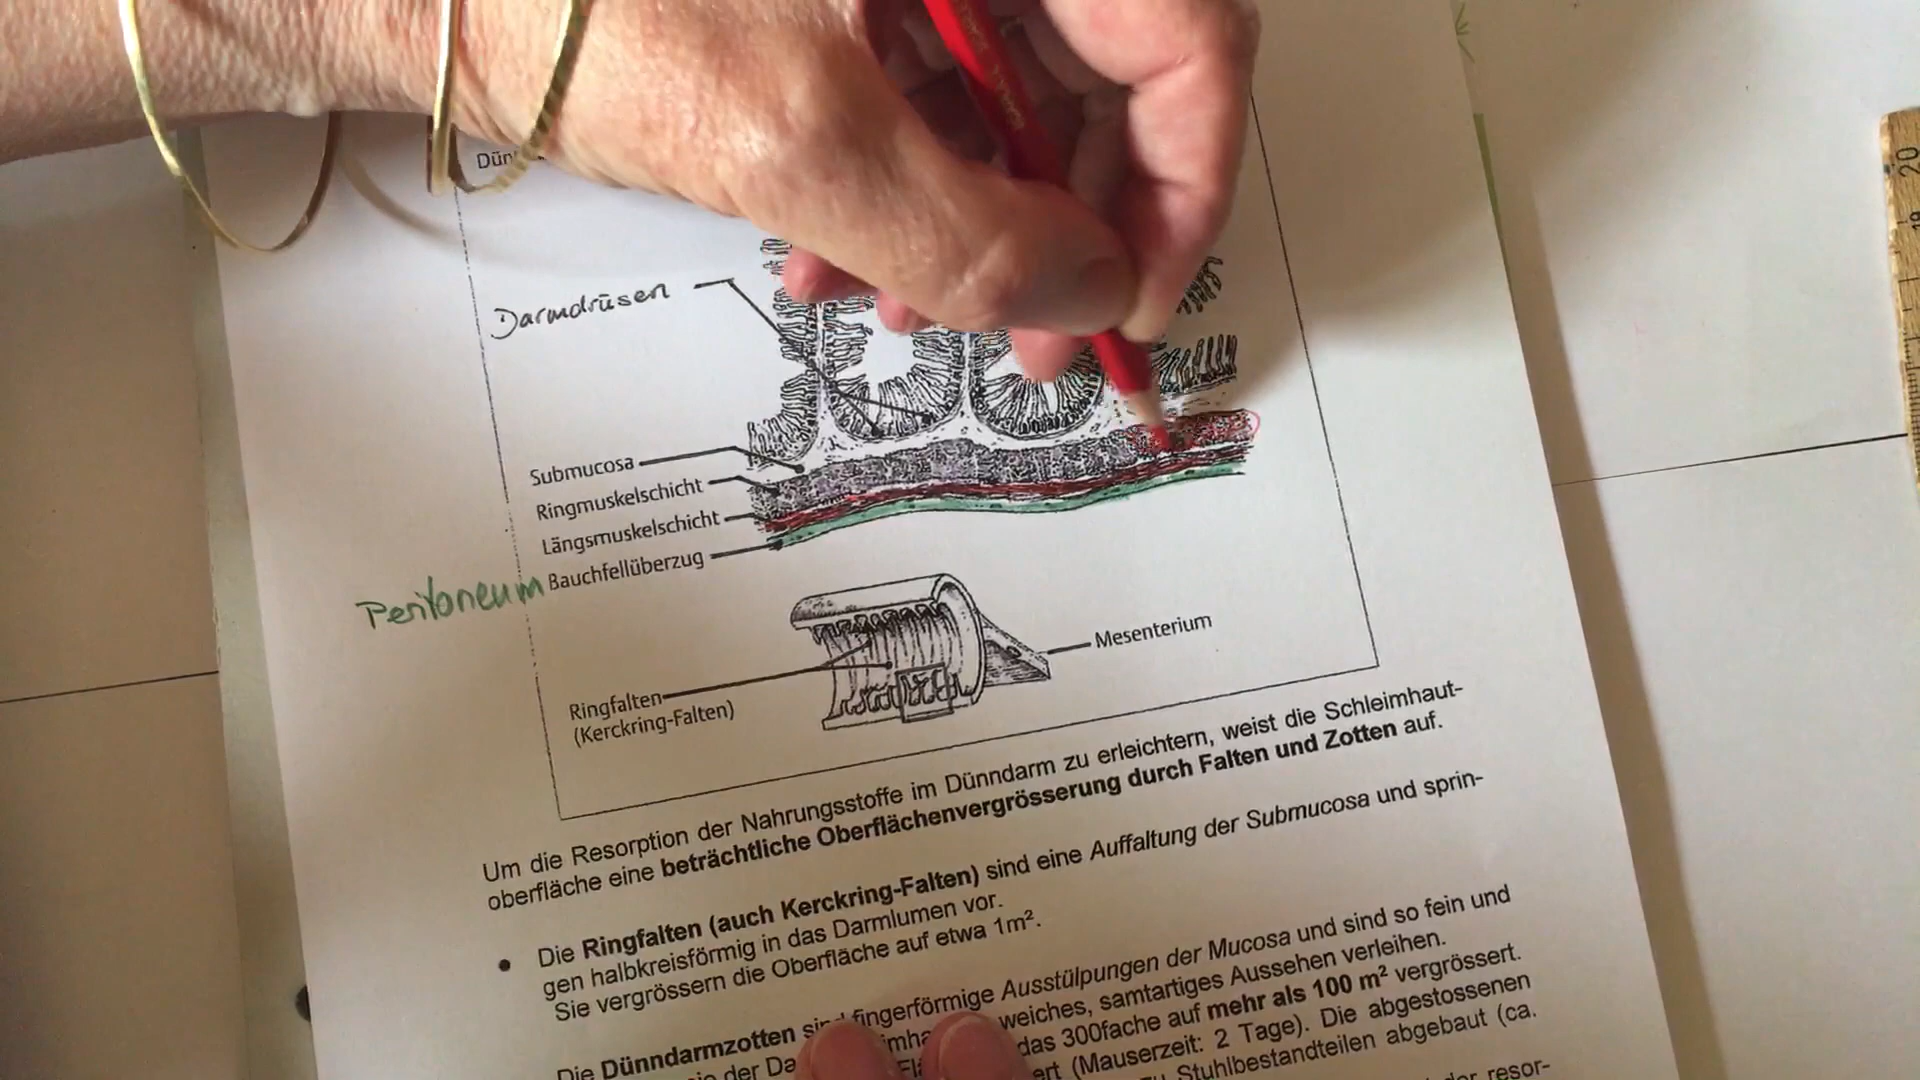 Darmdrüsen
Submucosa
Ringmuskelschicht
Längsmuskelschicht
Bauchfellüberzug
Peritoneum
Mesenterium
Ringfalten
(Kerckring-Falten)
Um die Resorption der Nahrungsstoffe im Dünndarm zu erleichtern, weist die Schleimhaut-
oberfläche eine beträchtliche Oberflächenvergrösserung durch Falten und Zotten auf.
• Die Ringfalten (auch Kerckring-Falten) sind eine Auffaltung der Submucosa und sprin-
gen halbkreisförmig in das Darmlumen vor.
Sie vergrössern die Oberfläche auf etwa 1m².
Die Dünndarmzotten fingerförmige Ausstülpungen der Mucosa und sind so fein und
weiches, samtartiges Aussehen verleihen.
der das 300fache auf mehr als 100 m² vergrössert.
(Mauserzeit: 2 Tage). Die abgestossenen
Stuhlbestandteilen abgebaut (ca.
der resor-
20
19